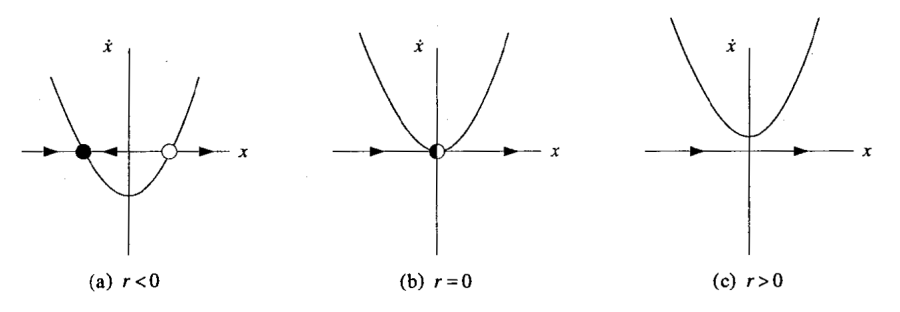 ẋ
x
(a) r < 0
ẋ
x
(b) r = 0
ẋ
x
(c) r > 0